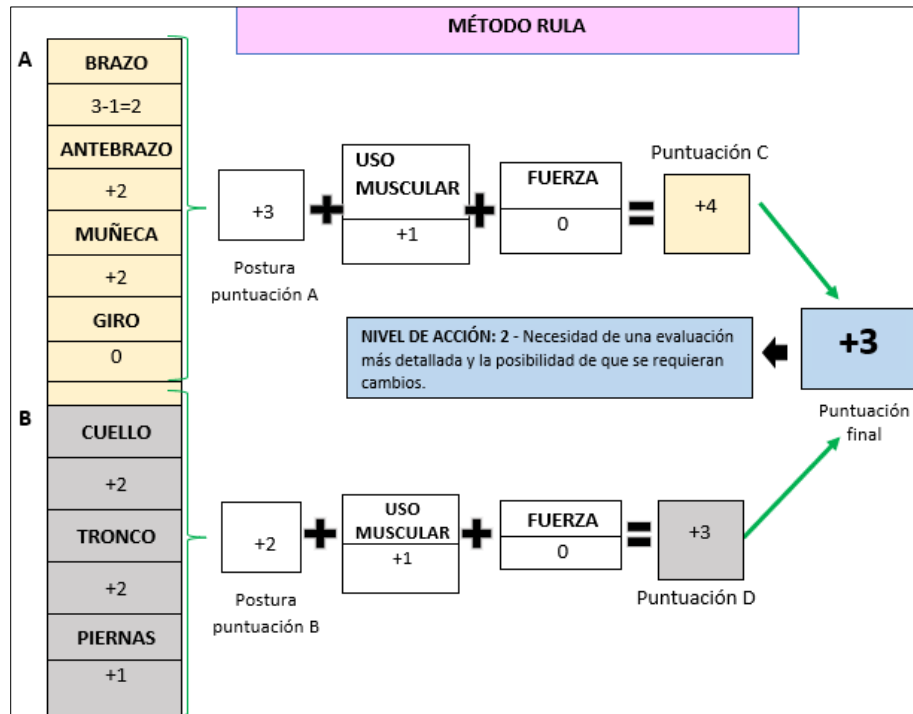 MÉTODO RULA
A
BRAZO
3-1=2
ANTEBRAZO
+2
MUÑECA
+2
GIRO
0
+3
Postura
puntuación A
USO
MUSCULAR
+1
FUERZA
0
Puntuación C
+4
NIVEL DE ACCIÓN: 2 - Necesidad de una evaluación
más detallada y la posibilidad de que se requieran
cambios.
+3
Puntuación
final
B
CUELLO
+2
TRONCO
+2
PIERNAS
+1
+2
Postura
puntuación B
USO
MUSCULAR
+1
FUERZA
0
+3
Puntuación D